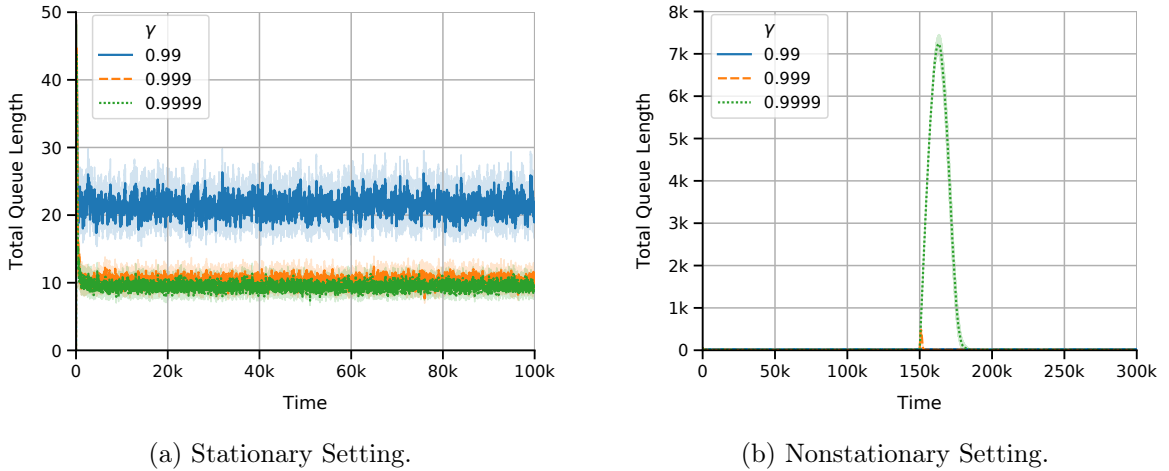 50
40
30
20
10
0
Total Queue Length
γ
0.99
0.999
0.9999
0 20k 40k 60k 80k 100k
Time
(a) Stationary Setting.
8k
7k
6k
5k
4k
3k
2k
1k
0
Total Queue Length
γ
0.99
0.999
0.9999
0 50k 100k 150k 200k 250k 300k
Time
(b) Nonstationary Setting.